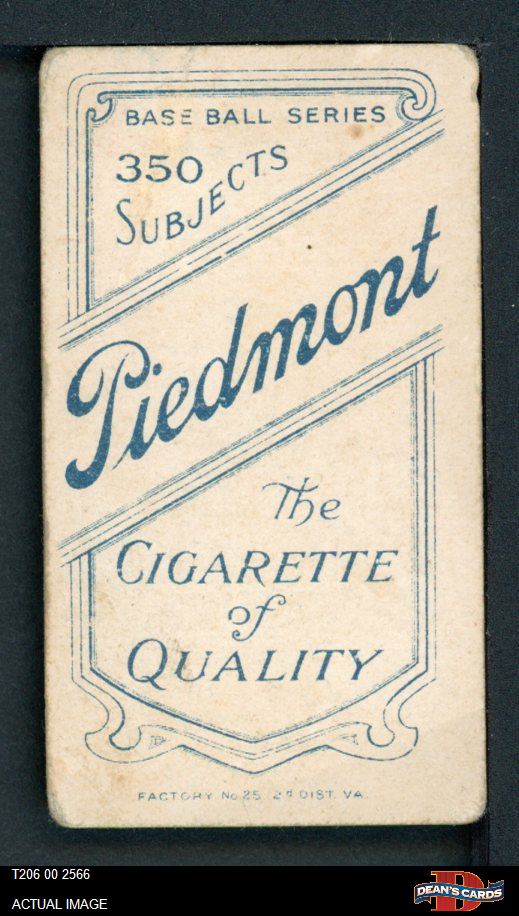 BASE BALL SERIES
350
SUBJECTS
Piedmont
The
CIGARETTE
of
QUALITY
FACTORY No 25 2d DIST. VA.
T206 00 2566
ACTUAL IMAGE
DEAN'S CARDS